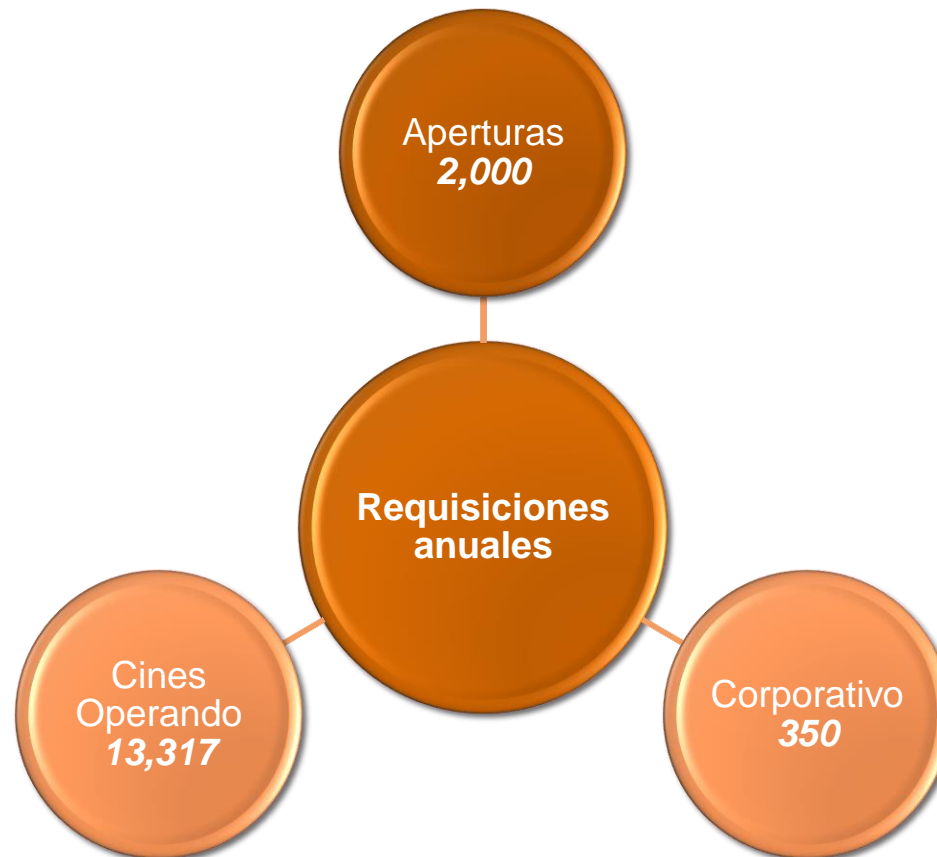 Aperturas
2,000
Requisiciones
anuales
Cines
Operando
13,317
Corporativo
350